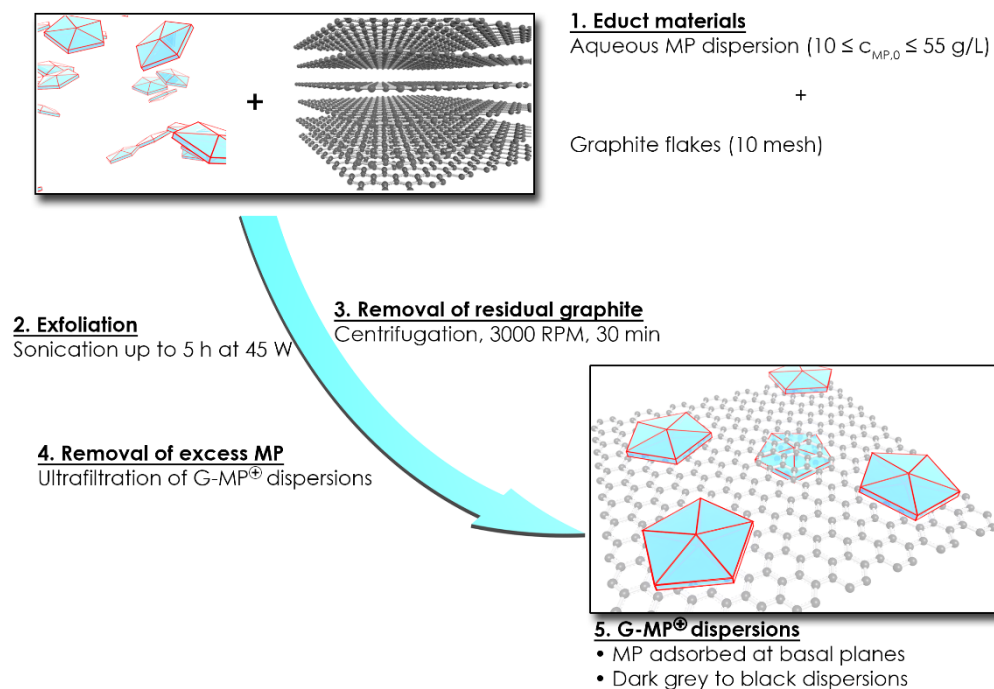 1. Educt materials
Aqueous MP dispersion (10 ≤ c_MP,0 ≤ 55 g/L)
+
+
Graphite flakes (10 mesh)
2. Exfoliation
Sonication up to 5 h at 45 W
3. Removal of residual graphite
Centrifugation, 3000 RPM, 30 min
4. Removal of excess MP
Ultrafiltration of G-MP⊕ dispersions
5. G-MP⊕ dispersions
• MP adsorbed at basal planes
• Dark grey to black dispersions